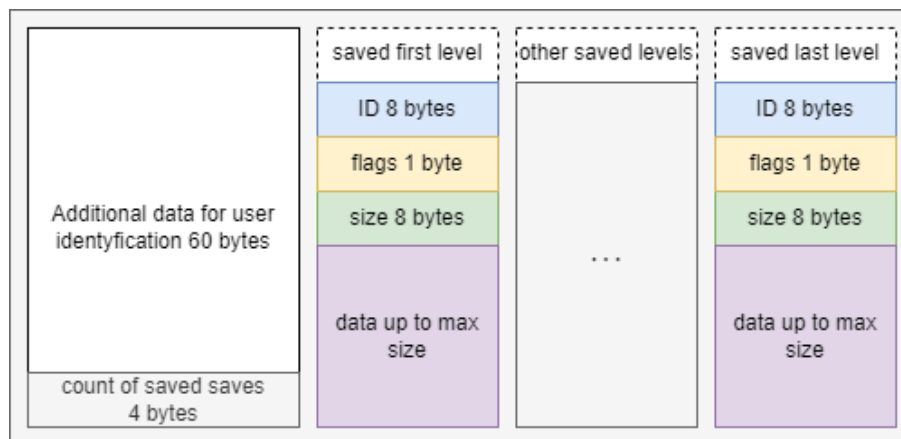 Additional data for user
identyfication 60 bytes
count of saved saves
4 bytes
saved first level
ID 8 bytes
flags 1 byte
size 8 bytes
data up to max
size
other saved levels
...
saved last level
ID 8 bytes
flags 1 byte
size 8 bytes
data up to max
size